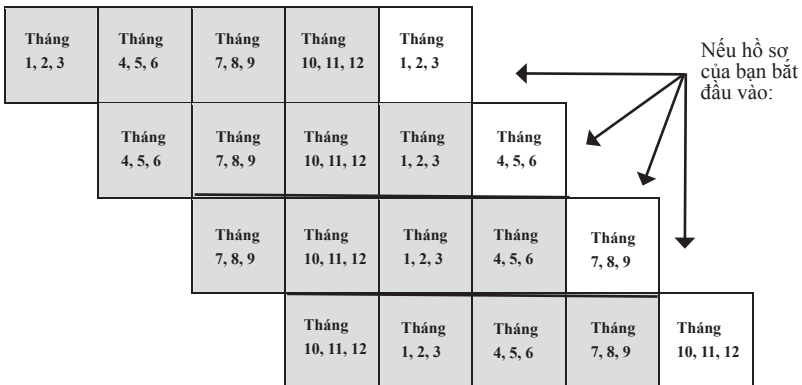 Tháng
1, 2, 3
Tháng
4, 5, 6
Tháng
7, 8, 9
Tháng
10, 11, 12
Tháng
1, 2, 3
Nếu hồ sơ
của bạn bắt
đầu vào:
Tháng
4, 5, 6
Tháng
7, 8, 9
Tháng
10, 11, 12
Tháng
1, 2, 3
Tháng
4, 5, 6
Tháng
7, 8, 9
Tháng
10, 11, 12
Tháng
1, 2, 3
Tháng
4, 5, 6
Tháng
7, 8, 9
Tháng
10, 11, 12
Tháng
1, 2, 3
Tháng
4, 5, 6
Tháng
7, 8, 9
Tháng
10, 11, 12